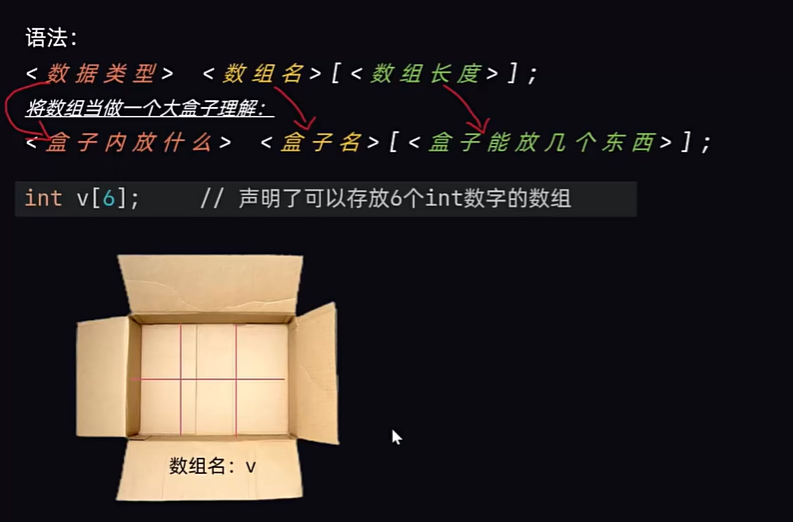 语法：
<数据类型> <数组名>[<数组长度>];
将数组当做一个大盒子理解：
<盒子内放什么> <盒子名>[<盒子能放几个东西>];
int v[6]; // 声明了可以存放6个int数字的数组
数组名：v